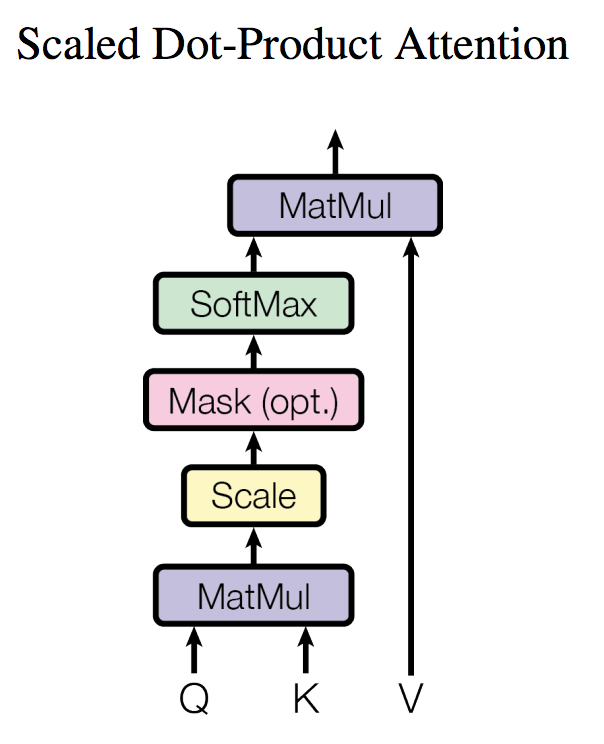 Scaled Dot-Product Attention
MatMul
SoftMax
Mask (opt.)
Scale
MatMul
Q K V